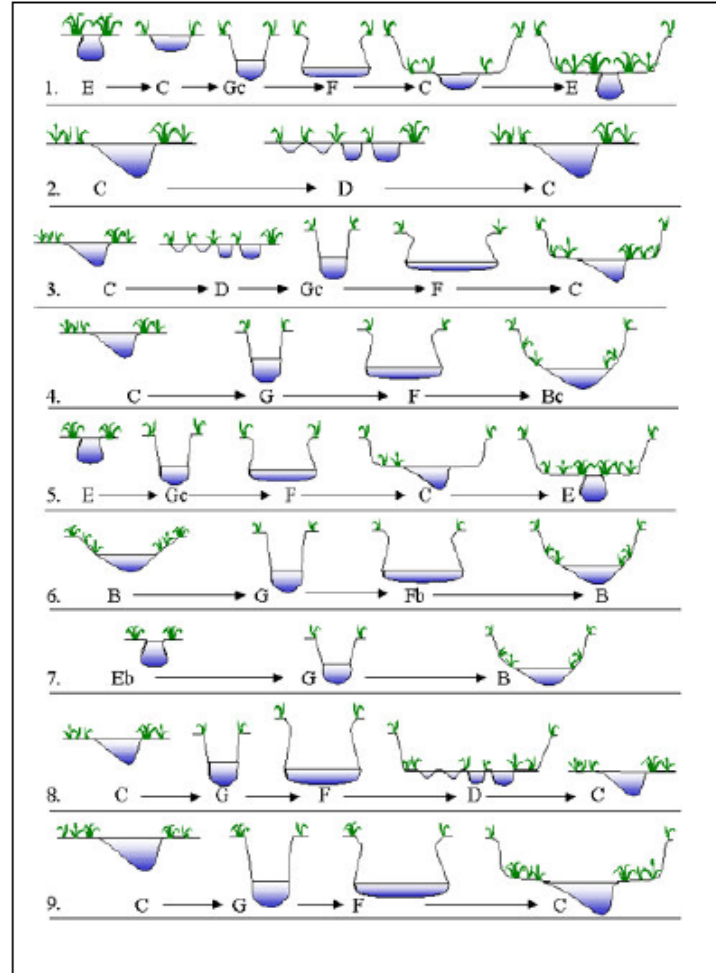 1. E C Gc F C E
2. C D C
3. C D Gc F C
4. C G F Bc
5. E Gc F C E
6. B G Fb B
7. Eb G B
8. C G F D C
9. C G F C